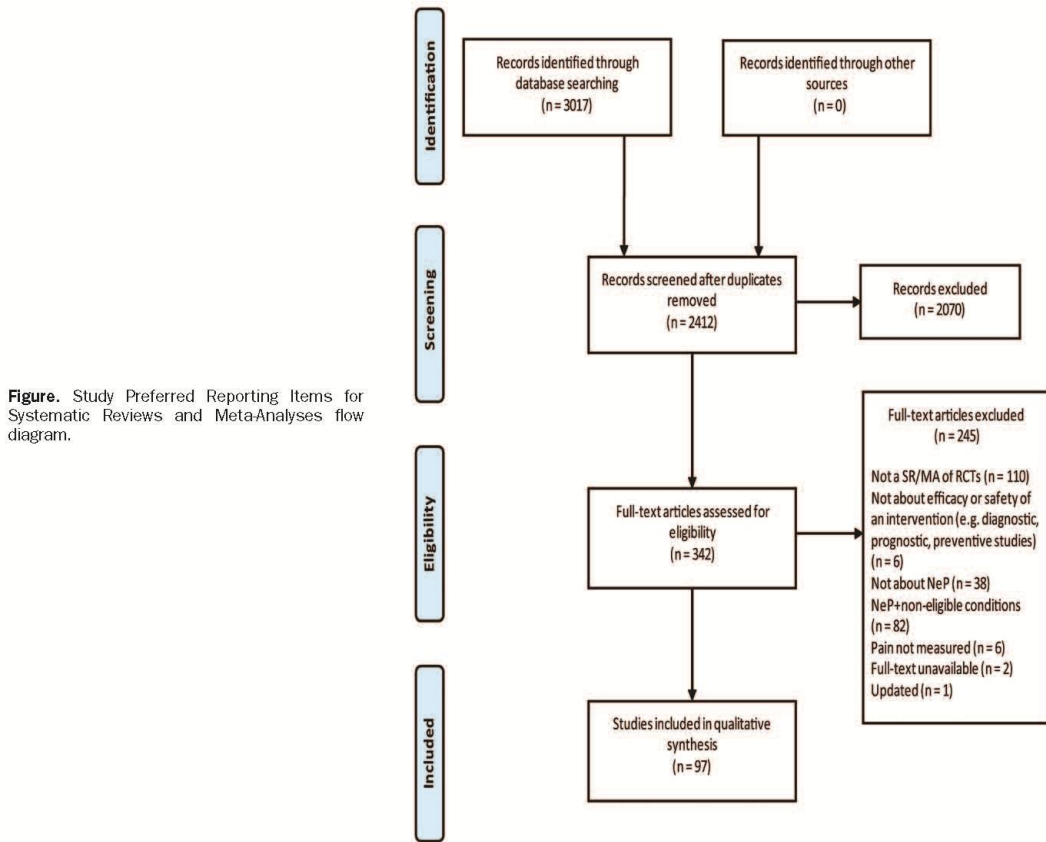 Identification
Records identified through
database searching
(n = 3017)
Records identified through other
sources
(n = 0)
Screening
Records screened after duplicates
removed
(n = 2412)
Records excluded
(n = 2070)
Figure. Study Preferred Reporting Items for
Systematic Reviews and Meta-Analyses flow
diagram.
Eligibility
Full-text articles assessed for
eligibility
(n = 342)
Full-text articles excluded
(n = 245)
Not a SR/MA of RCTs (n = 110)
Not about efficacy or safety of
an intervention (e.g. diagnostic,
prognostic, preventive studies)
(n = 6)
Not about NeP (n = 38)
NeP+non-eligible conditions
(n = 82)
Pain not measured (n = 6)
Full-text unavailable (n = 2)
Updated (n = 1)
Included
Studies included in qualitative
synthesis
(n = 97)